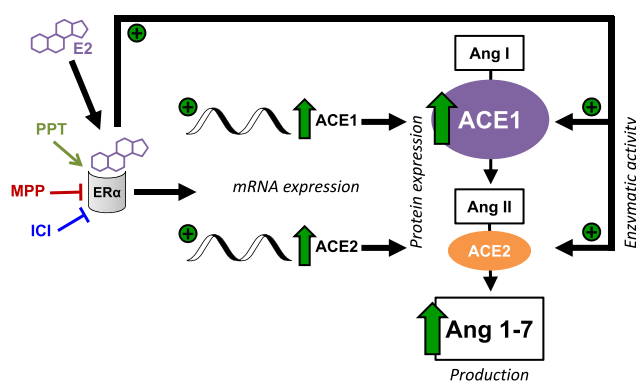 E2
Ang I
PPT
ACE1
ACE1
MPP
ERα
mRNA expression
Protein expression
Enzymatic activity
Ang II
ICI
ACE2
ACE2
Ang 1-7
Production